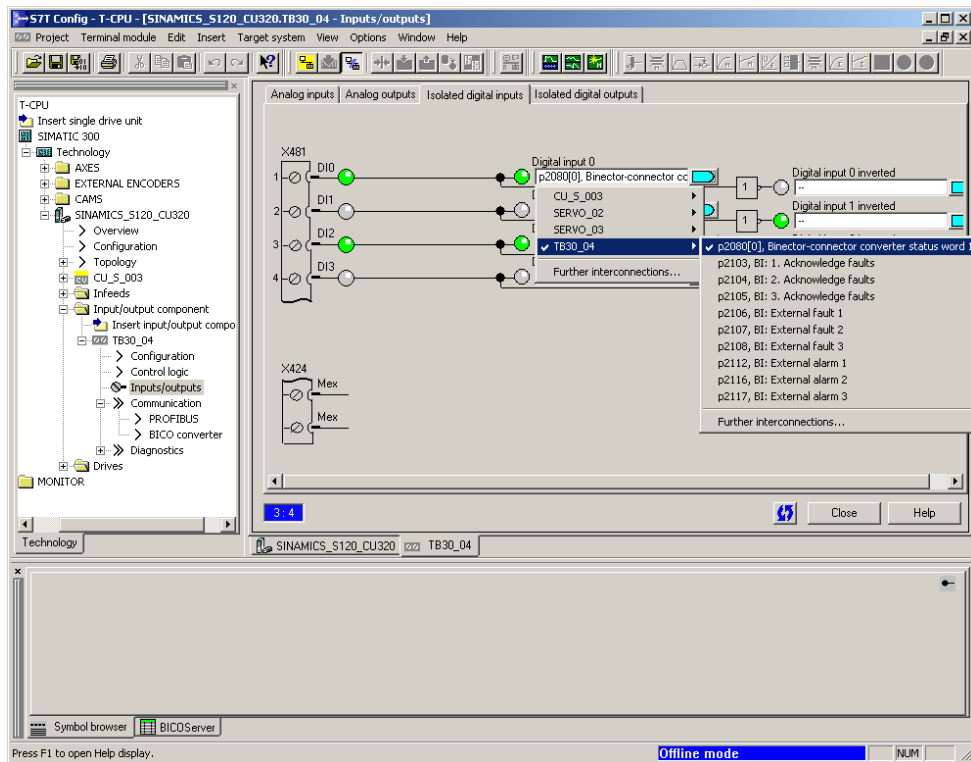 S7T Config - T-CPU - [SINAMICS_S120_CU320.TB30_04 - Inputs/outputs]
Project Terminal module Edit Insert Target system View Options Window Help
T-CPU
Insert single drive unit
SIMATIC 300
Technology
AXES
EXTERNAL ENCODERS
CAMS
SINAMICS_S120_CU320
Overview
Configuration
Topology
CU_S_003
Infeeds
Input/output component
Insert input/output compo
TB30_04
Configuration
Control logic
Inputs/outputs
Communication
PROFIBUS
BICO converter
Diagnostics
Drives
MONITOR
Technology
Analog inputs Analog outputs Isolated digital inputs Isolated digital outputs
X481
1 DI0
2 DI1
3 DI2
4 DI3
Digital input 0
p2080[0], Binector-connector cc
1
Digital input 0 inverted
--
1
Digital input 1 inverted
--
CU_S_003
SERVO_02
SERVO_03
TB30_04
Further interconnections...
p2080[0], Binector-connector converter status word 1
p2103, BI: 1. Acknowledge faults
p2104, BI: 2. Acknowledge faults
p2105, BI: 3. Acknowledge faults
p2106, BI: External fault 1
p2107, BI: External fault 2
p2108, BI: External fault 3
p2112, BI: External alarm 1
p2116, BI: External alarm 2
p2117, BI: External alarm 3
Further interconnections...
X424
Mex
Mex
3:4
Close Help
SINAMICS_S120_CU320 TB30_04
Symbol browser BICOServer
Press F1 to open Help display. Offline mode NUM